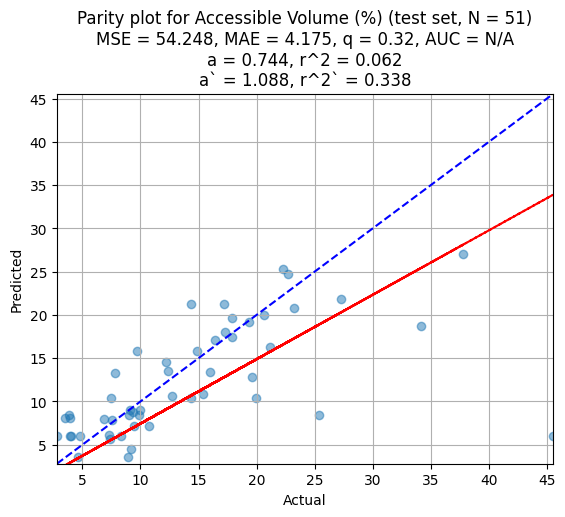 Parity plot for Accessible Volume (%) (test set, N = 51)
MSE = 54.248, MAE = 4.175, q = 0.32, AUC = N/A
a = 0.744, r^2 = 0.062
a` = 1.088, r^2` = 0.338
45
40
35
30
25
20
15
10
5
Predicted
5 10 15 20 25 30 35 40 45
Actual